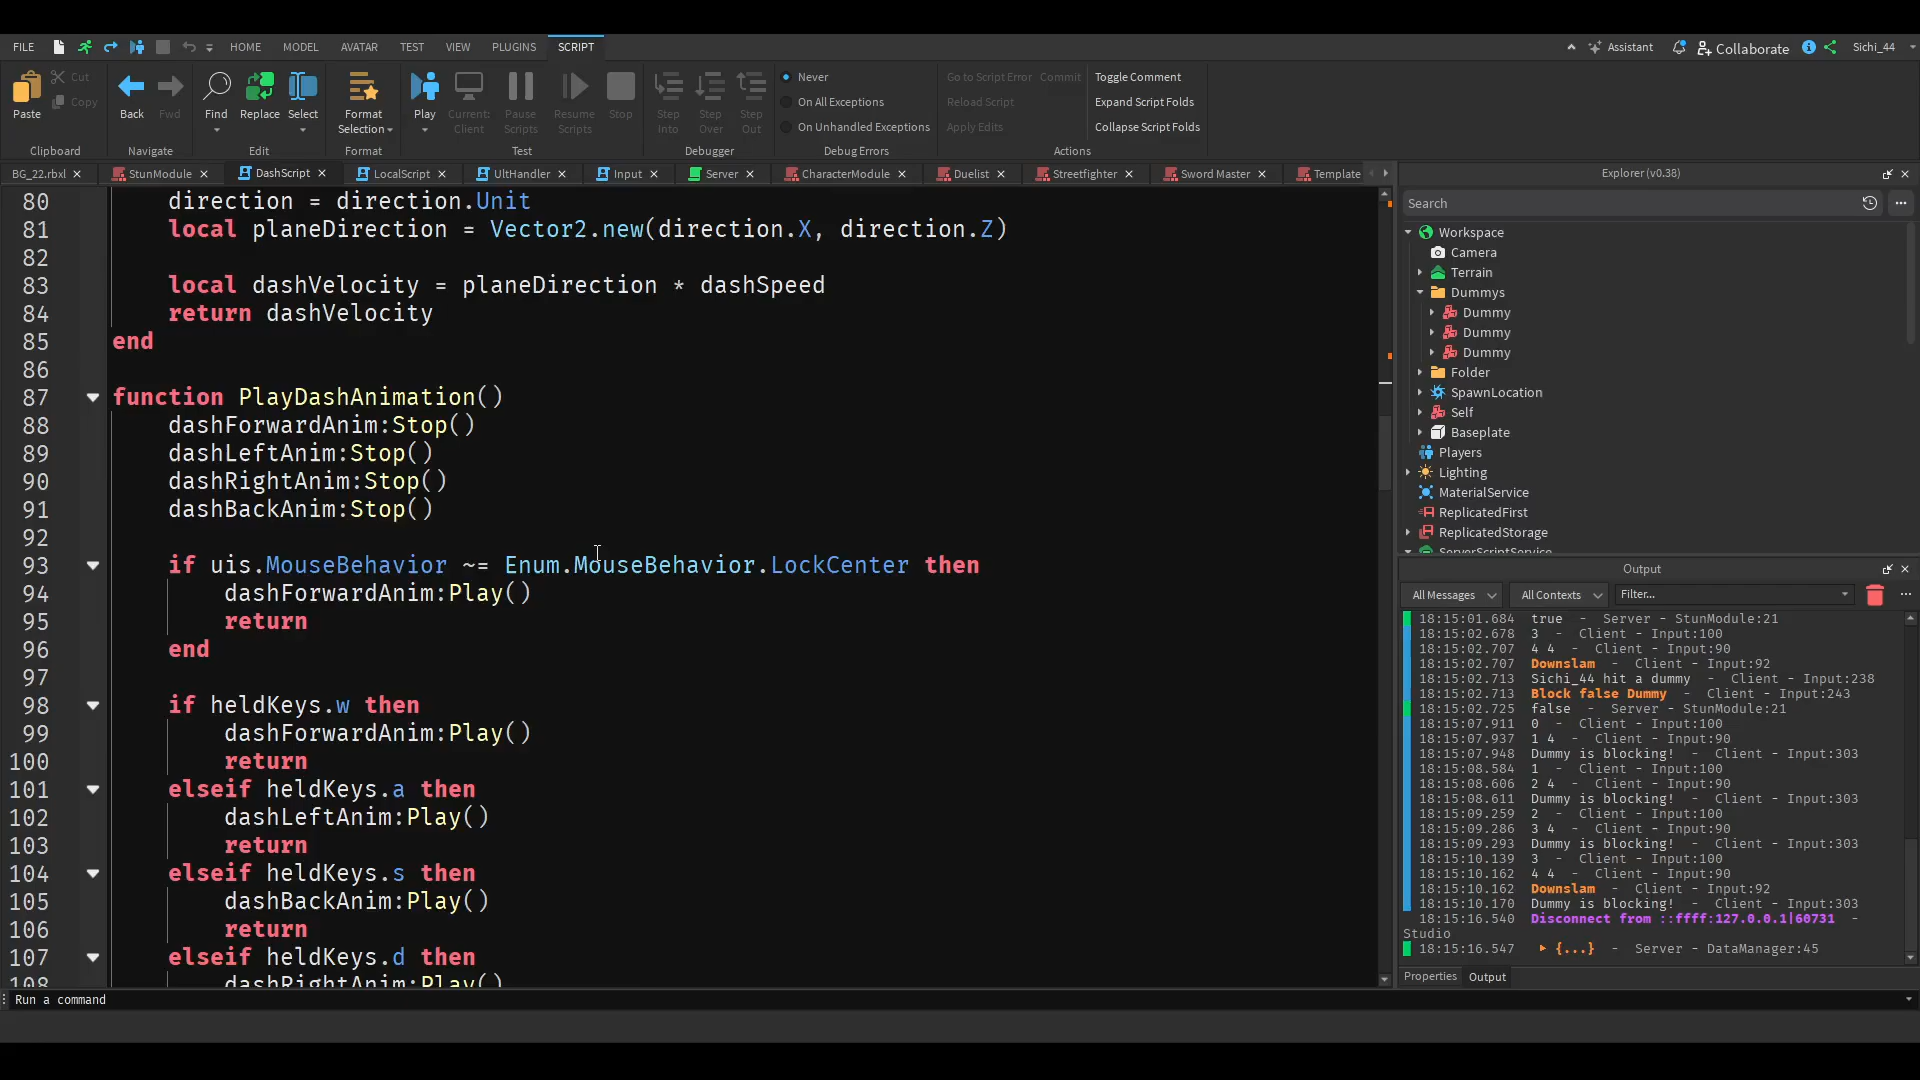 FILE
HOME
MODEL
AVATAR
TEST
VIEW
PLUGINS
SCRIPT
Assistant
Collaborate
Sichi_44
Paste
Cut
Copy
Clipboard
Back
Fwd
Navigate
Find
Replace
Select
Edit
Format
Selection
Format
Play
Current:
Client
Pause
Scripts
Resume
Scripts
Stop
Test
Step
Into
Step
Over
Step
Out
Debugger
Never
On All Exceptions
On Unhandled Exceptions
Debug Errors
Go to Script Error
Commit
Reload Script
Apply Edits
Toggle Comment
Expand Script Folds
Collapse Script Folds
Actions
BG_22.rbxl
StunModule
DashScript
LocalScript
UltHandler
Input
Server
CharacterModule
Duelist
Streetfighter
Sword Master
Template
80 direction = direction.Unit
81 local planeDirection = Vector2.new(direction.X, direction.Z)
82
83 local dashVelocity = planeDirection * dashSpeed
84 return dashVelocity
85 end
86
87 function PlayDashAnimation()
88 dashForwardAnim:Stop()
89 dashLeftAnim:Stop()
90 dashRightAnim:Stop()
91 dashBackAnim:Stop()
92
93 if uis.MouseBehavior ~= Enum.MouseBehavior.LockCenter then
94 dashForwardAnim:Play()
95 return
96 end
97
98 if heldKeys.w then
99 dashForwardAnim:Play()
100 return
101 elseif heldKeys.a then
102 dashLeftAnim:Play()
103 return
104 elseif heldKeys.s then
105 dashBackAnim:Play()
106 return
107 elseif heldKeys.d then
108 dashRightAnim:Play()
Run a command
Explorer (v0.38)
Search
Workspace
Camera
Terrain
Dummys
Dummy
Dummy
Dummy
Folder
SpawnLocation
Self
Baseplate
Players
Lighting
MaterialService
ReplicatedFirst
ReplicatedStorage
ServerScriptService
Output
All Messages
All Contexts
Filter...
18:15:01.684 true - Server - StunModule:21
18:15:02.678 3 - Client - Input:100
18:15:02.707 4 4 - Client - Input:90
18:15:02.707 Downslam - Client - Input:92
18:15:02.713 Sichi_44 hit a dummy - Client - Input:238
18:15:02.713 Block false Dummy - Client - Input:243
18:15:02.725 false - Server - StunModule:21
18:15:07.911 0 - Client - Input:100
18:15:07.937 1 4 - Client - Input:90
18:15:07.948 Dummy is blocking! - Client - Input:303
18:15:08.584 1 - Client - Input:100
18:15:08.606 2 4 - Client - Input:90
18:15:08.611 Dummy is blocking! - Client - Input:303
18:15:09.259 2 - Client - Input:100
18:15:09.286 3 4 - Client - Input:90
18:15:09.293 Dummy is blocking! - Client - Input:303
18:15:10.139 3 - Client - Input:100
18:15:10.162 4 4 - Client - Input:90
18:15:10.162 Downslam - Client - Input:92
18:15:10.170 Dummy is blocking! - Client - Input:303
18:15:16.540 Disconnect from ::ffff:127.0.0.1|60731 -
Studio
18:15:16.547 {...} - Server - DataManager:45
Properties
Output